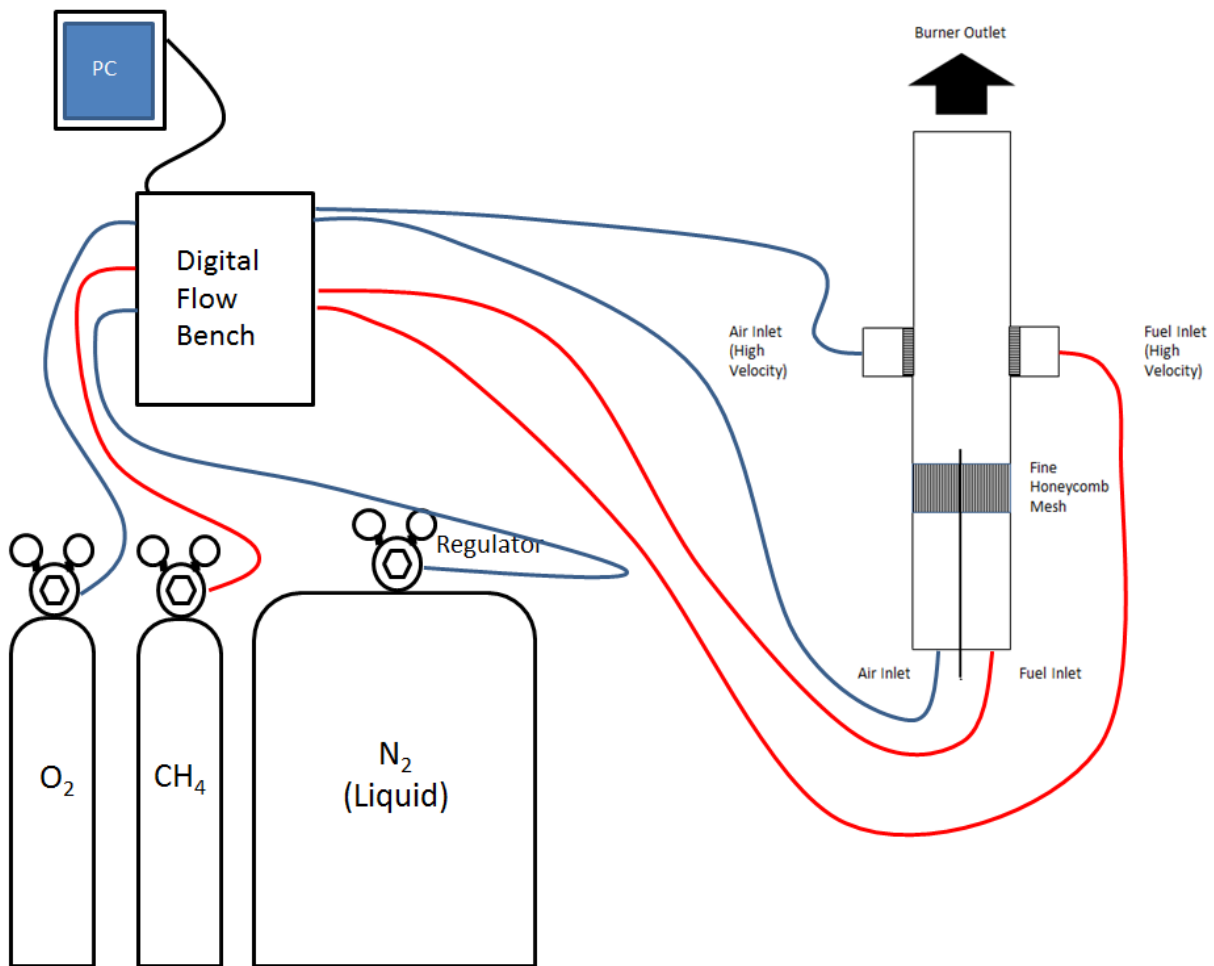 Burner Outlet
PC
Digital
Flow
Bench
Air Inlet
(High
Velocity)
Fuel Inlet
(High
Velocity)
Fine
Honeycomb
Mesh
Regulator
Air Inlet
Fuel Inlet
O2
CH4
N2
(Liquid)